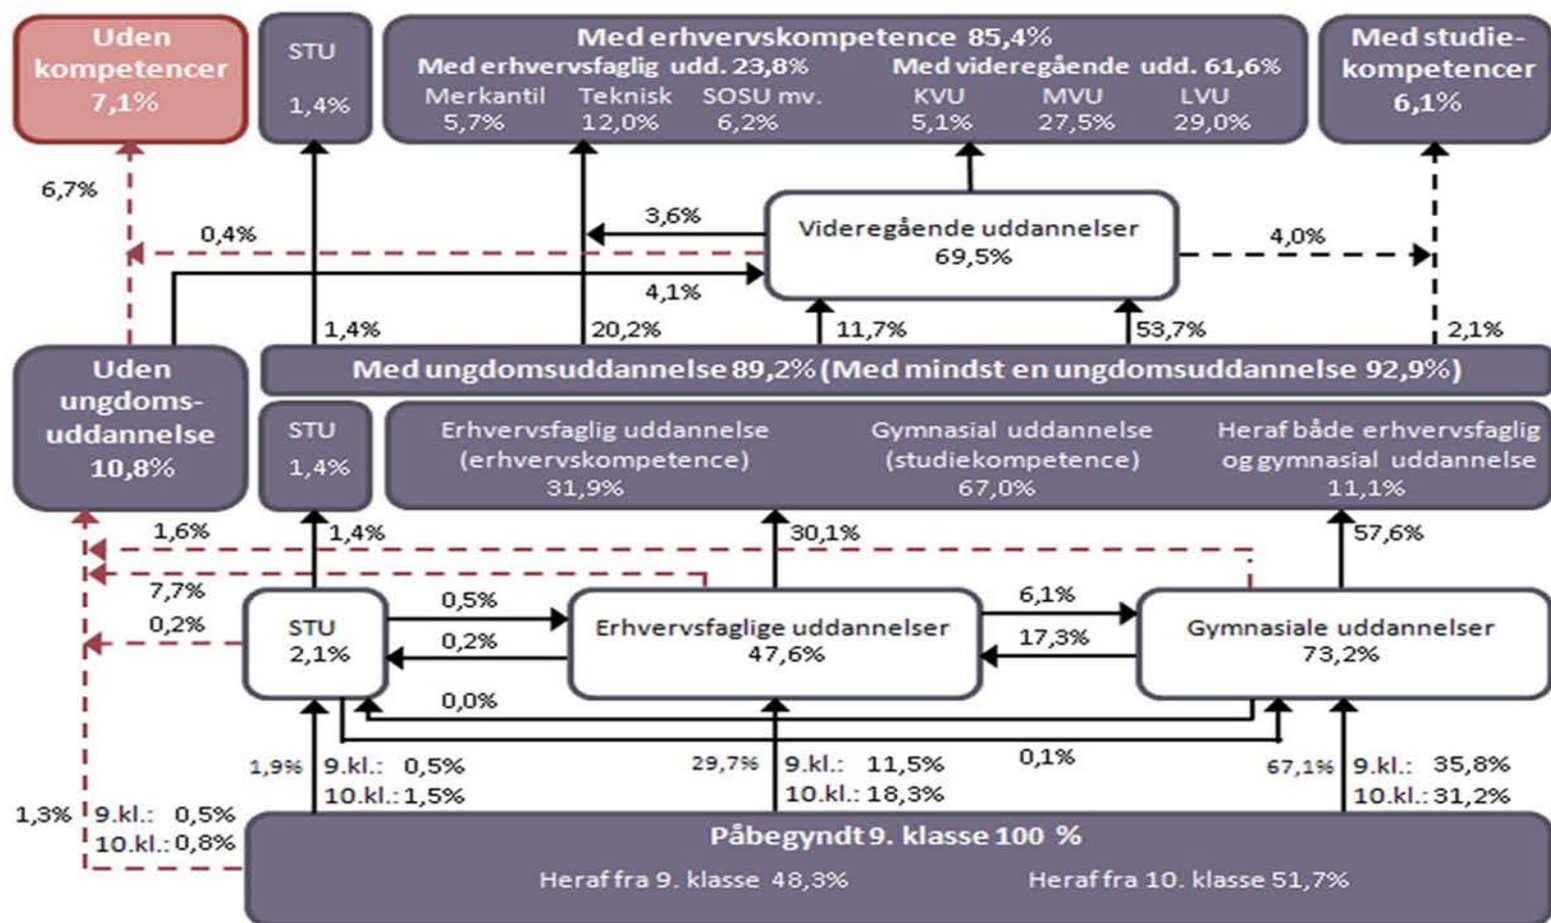 Uden
kompetencer
7,1%
STU
1,4%
Med erhvervskompetence 85,4%
Med erhvervsfaglig udd. 23,8%
Med videregående udd. 61,6%
Merkantil Teknisk SOSU mv. KVU MVU LVU
5,7% 12,0% 6,2% 5,1% 27,5% 29,0%
Med studie-
kompetencer
6,1%
6,7%
0,4%
3,6%
4,1%
Videregående uddannelser
69,5%
4,0%
1,4%
20,2%
11,7%
53,7%
2,1%
Uden
ungdoms-
uddannelse
10,8%
Med ungdomsuddannelse 89,2% (Med mindst en ungdomsuddannelse 92,9%)
STU
1,4%
Erhvervsfaglig uddannelse
(erhvervskompetence)
31,9%
Gymnasial uddannelse
(studiekompetence)
67,0%
Heraf både erhvervsfaglig
og gymnasial uddannelse
11,1%
1,6%
1,4%
30,1%
57,6%
7,7%
0,2%
STU
2,1%
0,5%
0,2%
Erhvervsfaglige uddannelser
47,6%
6,1%
17,3%
Gymnasiale uddannelser
73,2%
0,0%
0,1%
1,9%
9.kl.: 0,5%
10.kl.: 1,5%
29,7%
9.kl.: 11,5%
10.kl.: 18,3%
67,1%
9.kl.: 35,8%
10.kl.: 31,2%
1,3%
9.kl.: 0,5%
10.kl.: 0,8%
Påbegyndt 9. klasse 100 %
Heraf fra 9. klasse 48,3%
Heraf fra 10. klasse 51,7%